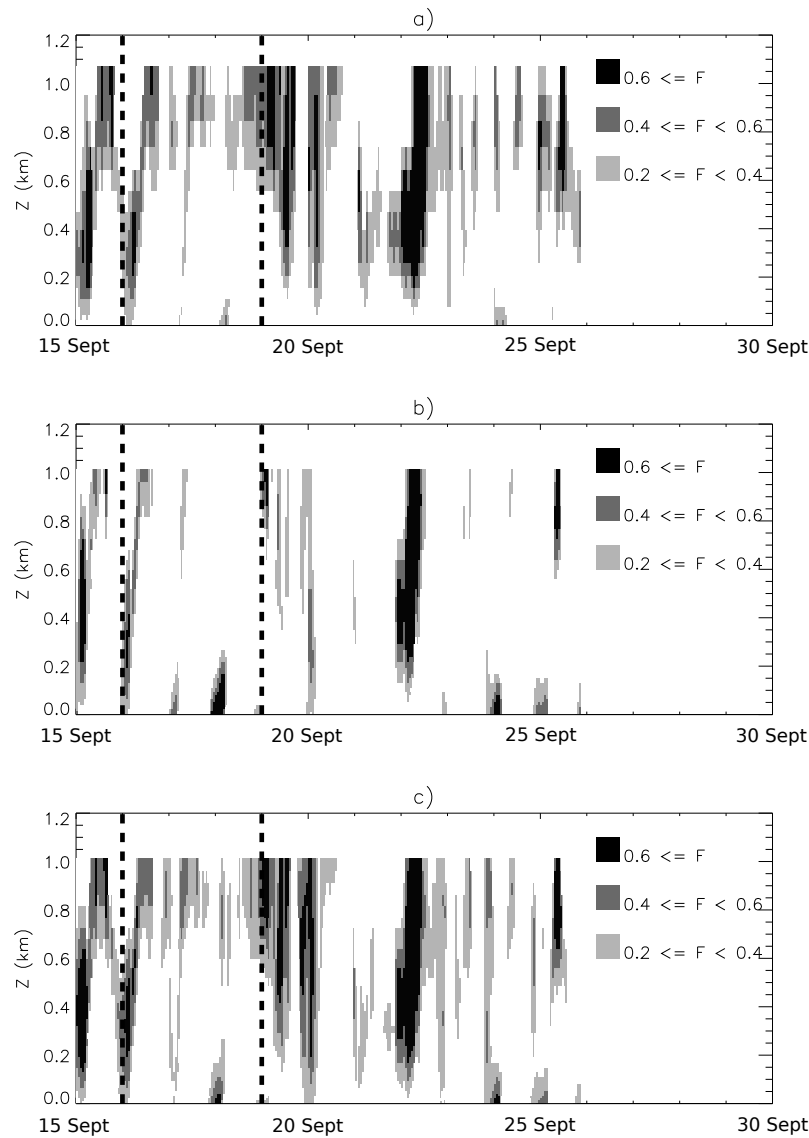 a)
1.2
1.0
0.8
0.6
0.4
0.2
0.0
Z (km)
0.6 <= F
0.4 <= F < 0.6
0.2 <= F < 0.4
15 Sept
20 Sept
25 Sept
30 Sept
b)
1.2
1.0
0.8
0.6
0.4
0.2
0.0
Z (km)
0.6 <= F
0.4 <= F < 0.6
0.2 <= F < 0.4
15 Sept
20 Sept
25 Sept
30 Sept
c)
1.2
1.0
0.8
0.6
0.4
0.2
0.0
Z (km)
0.6 <= F
0.4 <= F < 0.6
0.2 <= F < 0.4
15 Sept
20 Sept
25 Sept
30 Sept